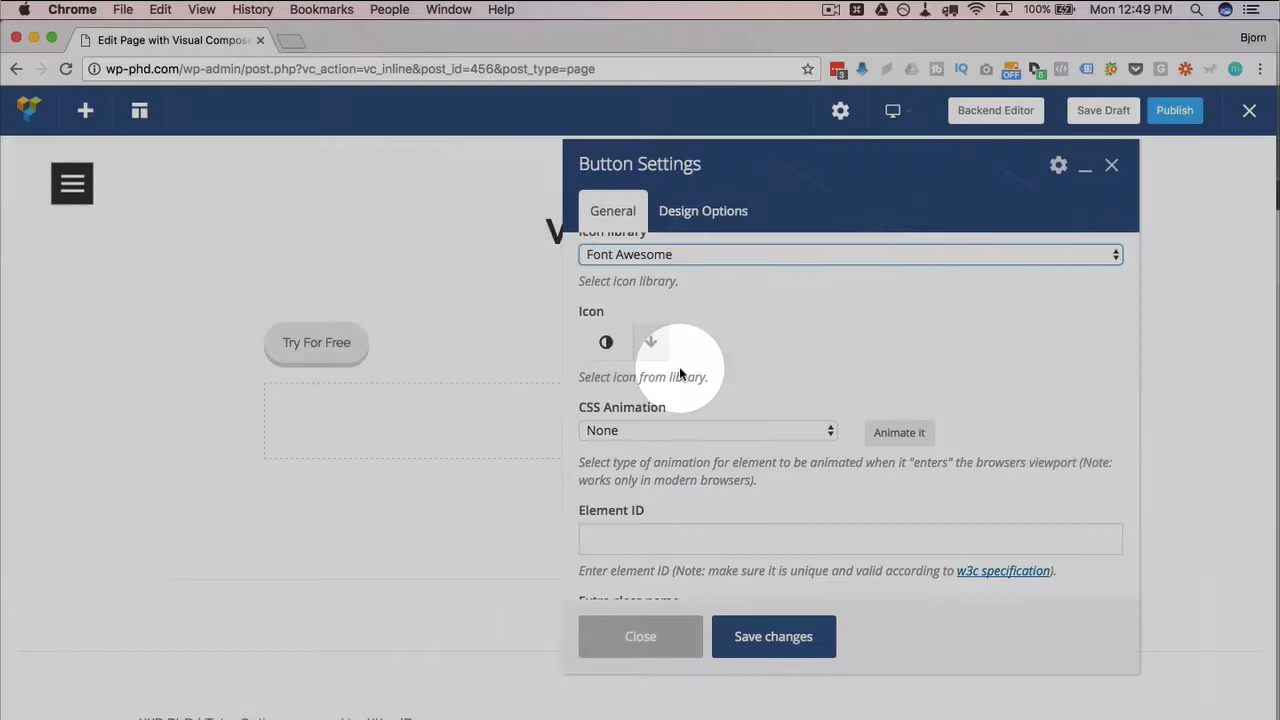 Chrome File Edit View History Bookmarks People Window Help 100% Mon 12:49 PM
Edit Page with Visual Compos Bjorn
wp-phd.com/wp-admin/post.php?vc_action=vc_inline&post_id=456&post_type=page
Backend Editor Save Draft Publish
Button Settings
General Design Options
V
Icon library
Font Awesome
Select icon library.
Icon
Try For Free
Select icon from library.
CSS Animation
None Animate it
Select type of animation for element to be animated when it "enters" the browsers viewport (Note:
works only in modern browsers).
Element ID
Enter element ID (Note: make sure it is unique and valid according to w3c specification).
Extra class name
Close Save changes